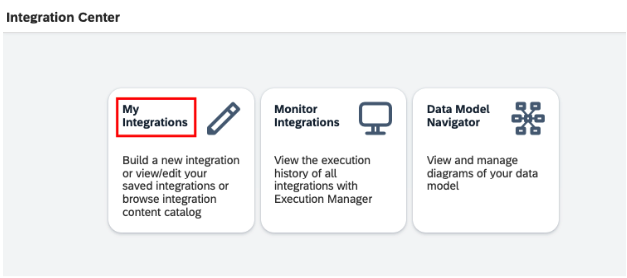 Integration Center
My
Integrations
Build a new integration
or view/edit your
saved integrations or
browse integration
content catalog
Monitor
Integrations
View the execution
history of all
integrations with
Execution Manager
Data Model
Navigator
View and manage
diagrams of your data
model